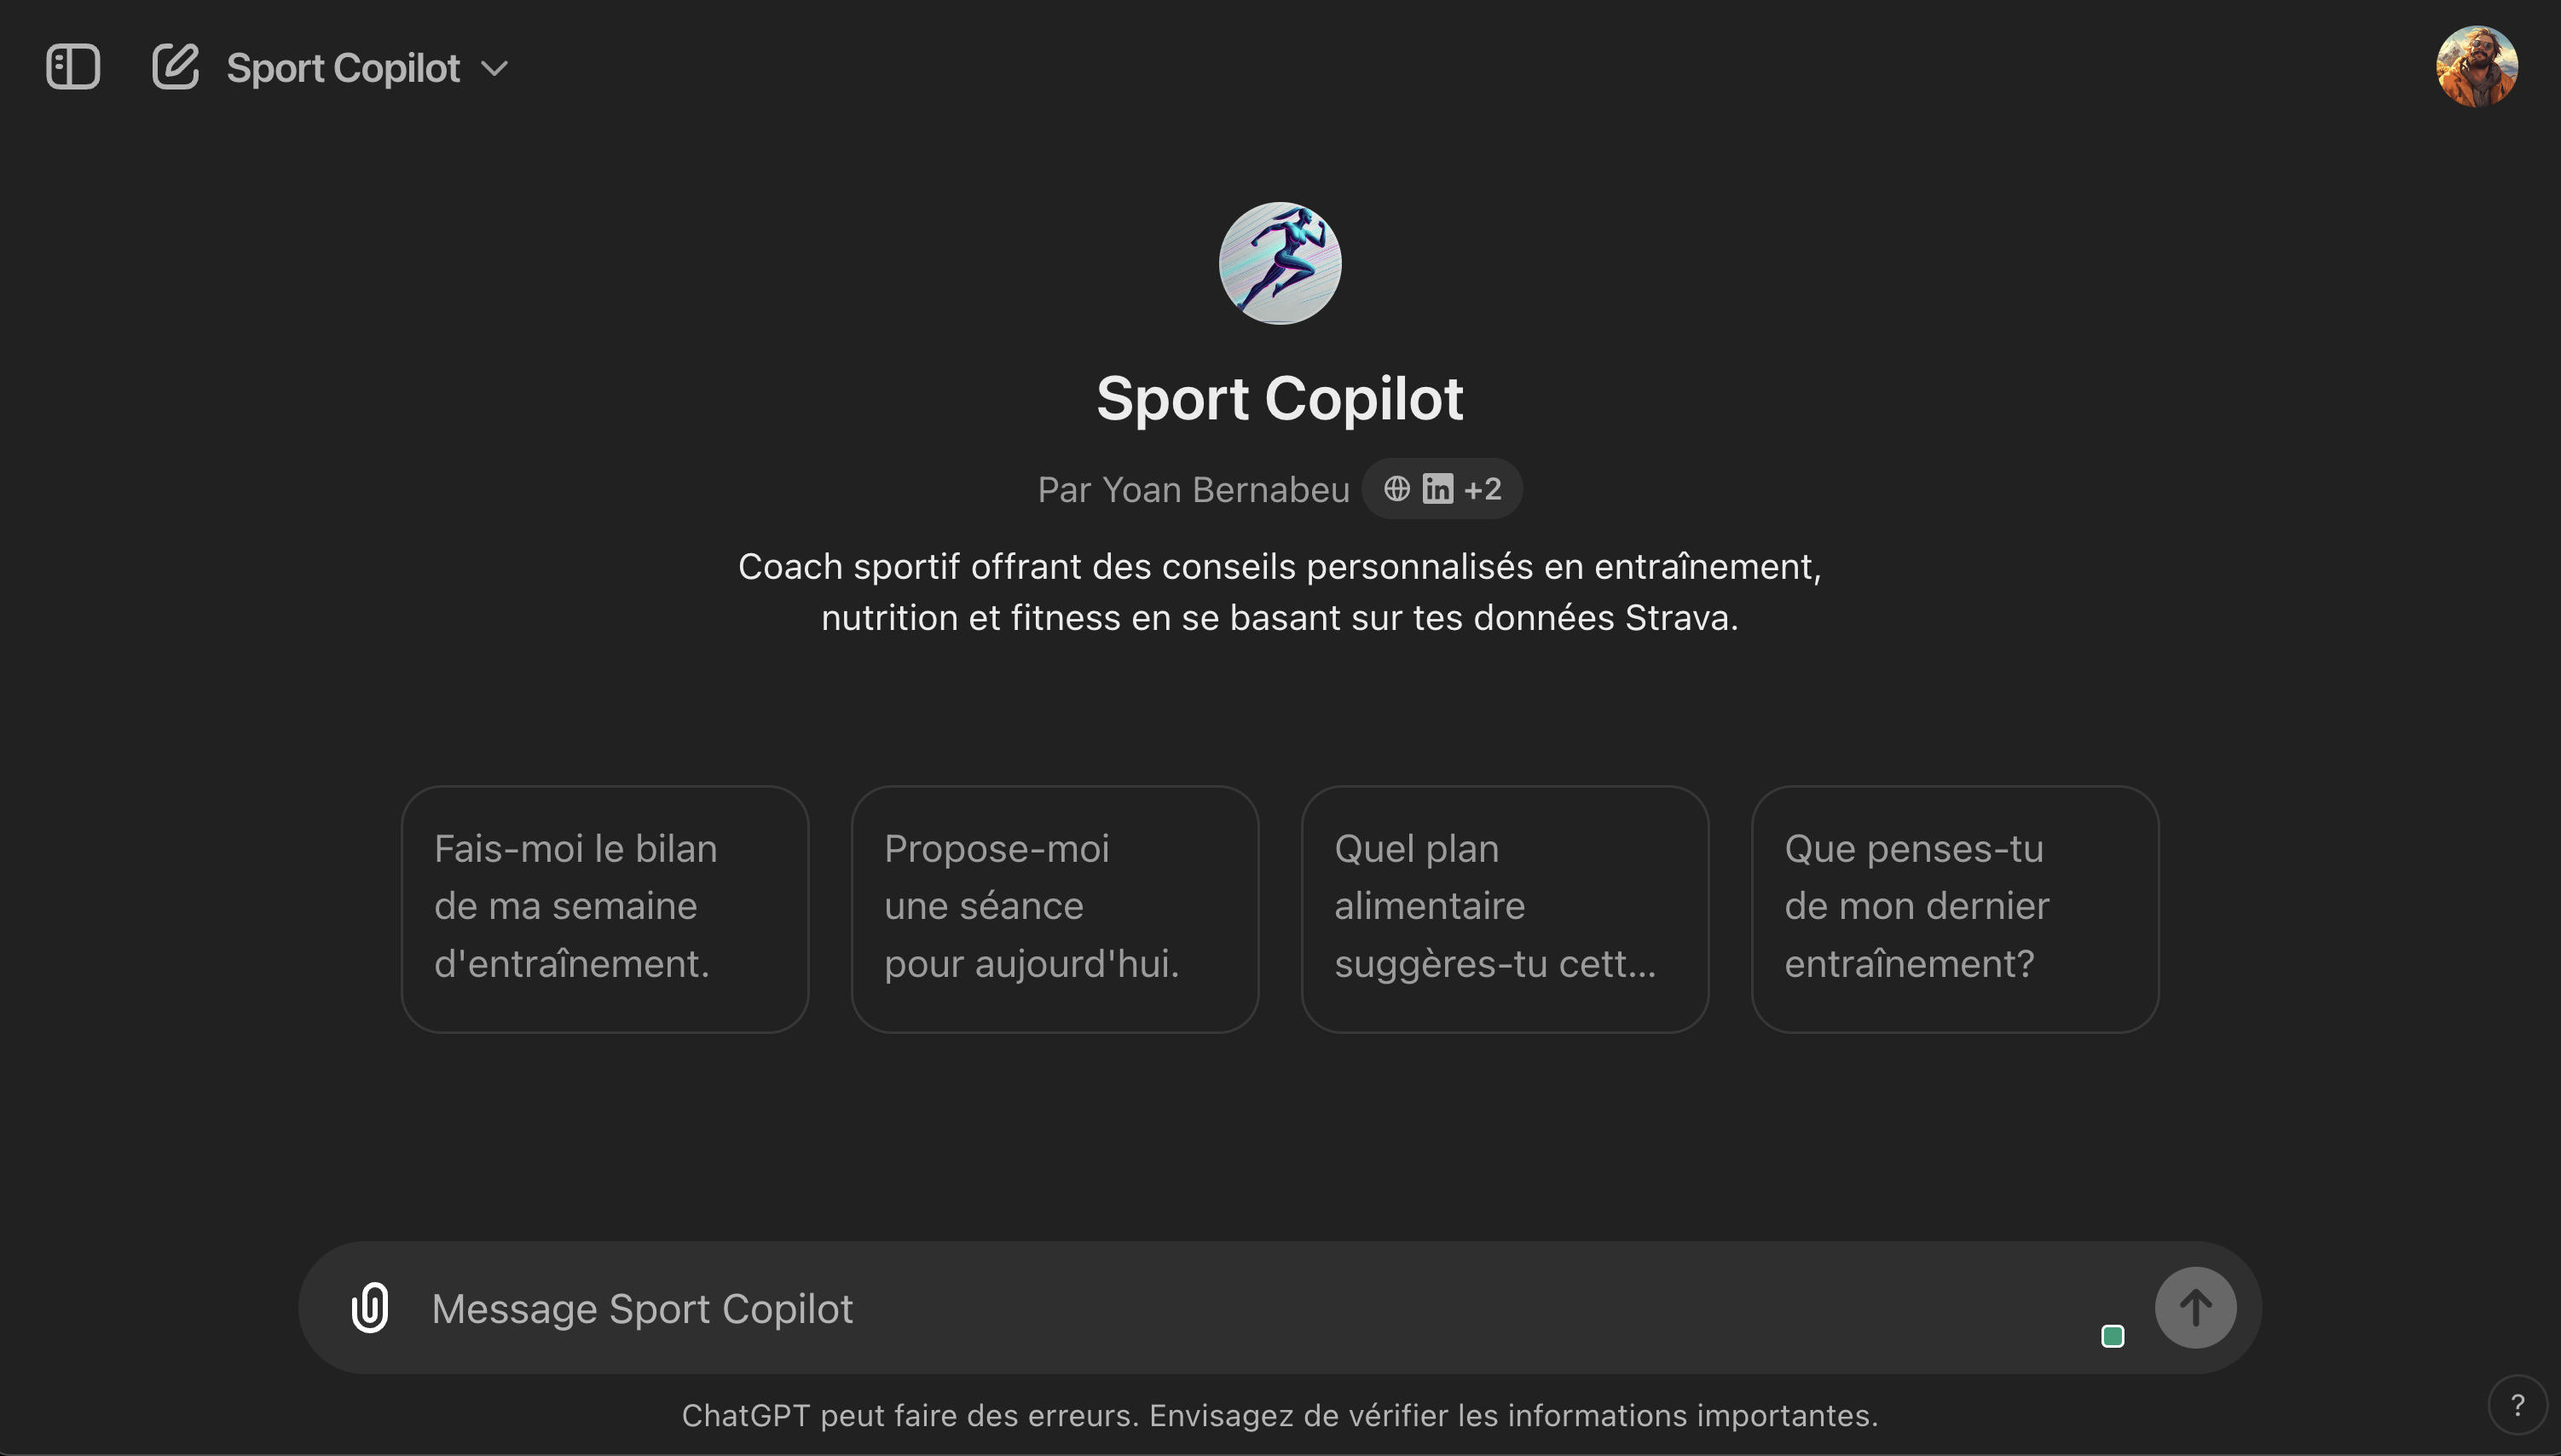 Sport Copilot
Sport Copilot
Par Yoan Bernabeu in +2
Coach sportif offrant des conseils personnalisés en entraînement,
nutrition et fitness en se basant sur tes données Strava.
Fais-moi le bilan
de ma semaine
d'entraînement.
Propose-moi
une séance
pour aujourd'hui.
Quel plan
alimentaire
suggères-tu cett...
Que penses-tu
de mon dernier
entraînement?
Message Sport Copilot
ChatGPT peut faire des erreurs. Envisagez de vérifier les informations importantes.
?